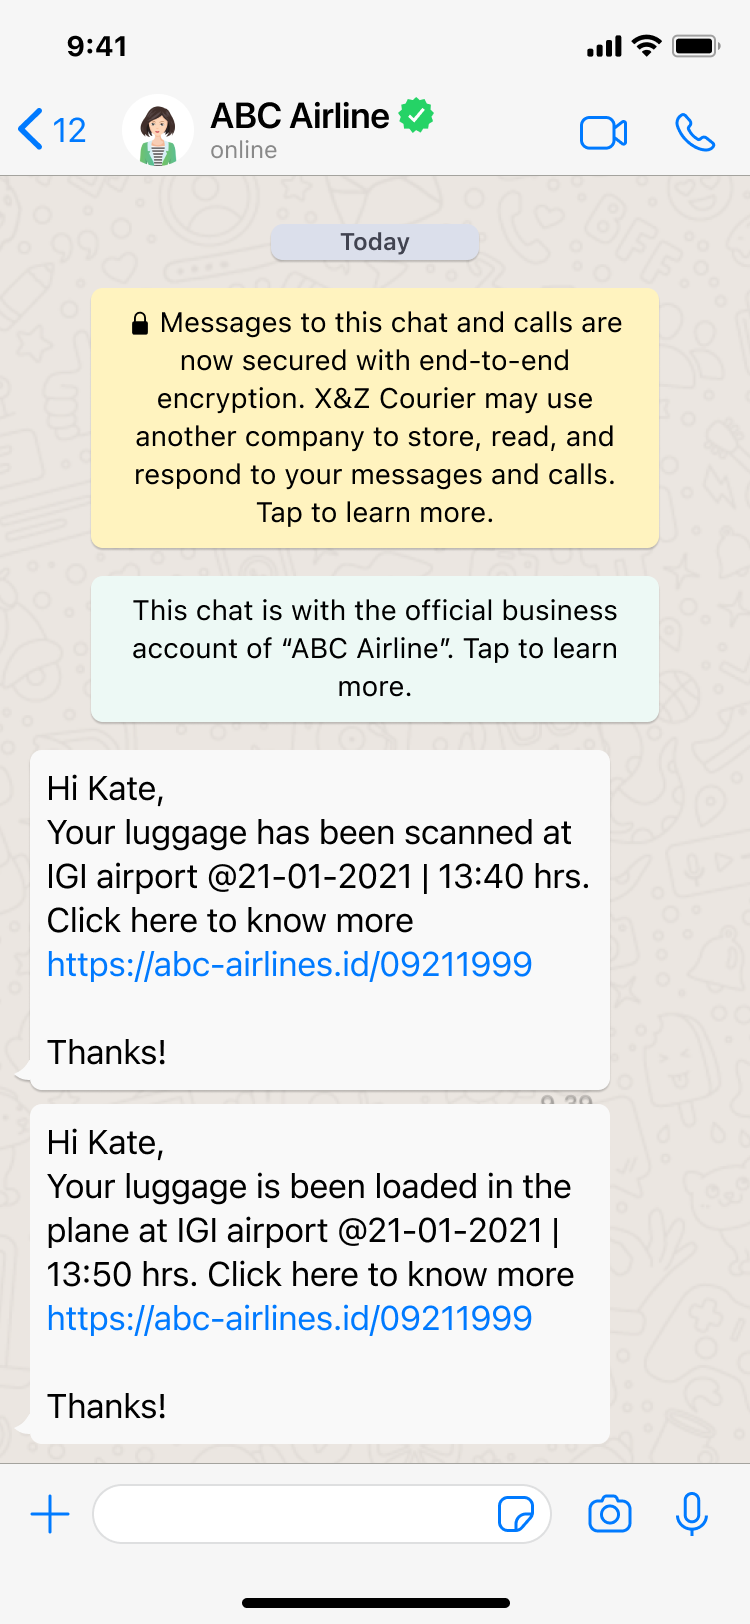 9:41
12
ABC Airline
online
Today
Messages to this chat and calls are
now secured with end-to-end
encryption. X&Z Courier may use
another company to store, read, and
respond to your messages and calls.
Tap to learn more.
This chat is with the official business
account of “ABC Airline”. Tap to learn
more.
Hi Kate,
Your luggage has been scanned at
IGI airport @21-01-2021 | 13:40 hrs.
Click here to know more
https://abc-airlines.id/09211999
Thanks!
Hi Kate,
Your luggage is been loaded in the
plane at IGI airport @21-01-2021 |
13:50 hrs. Click here to know more
https://abc-airlines.id/09211999
Thanks!